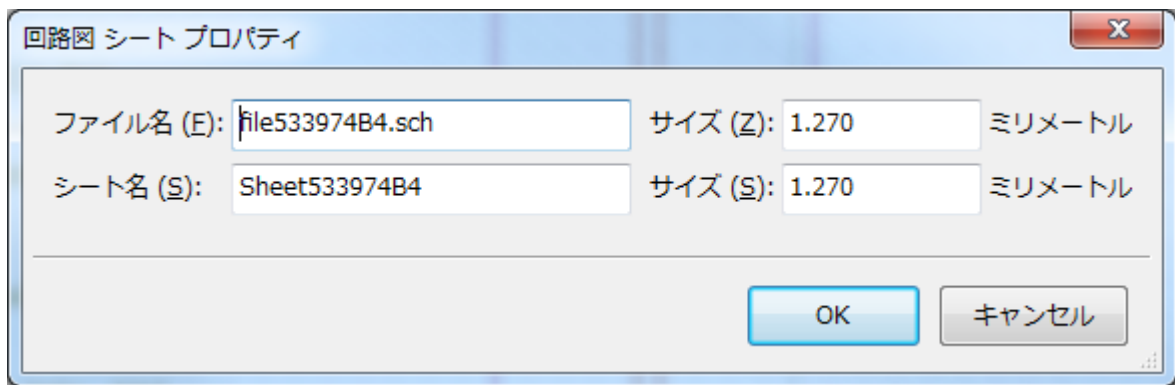 回路図 シート プロパティ
ファイル名 (F): file533974B4.sch サイズ (Z): 1.270 ミリメートル
シート名 (S): Sheet533974B4 サイズ (S): 1.270 ミリメートル
OK キャンセル